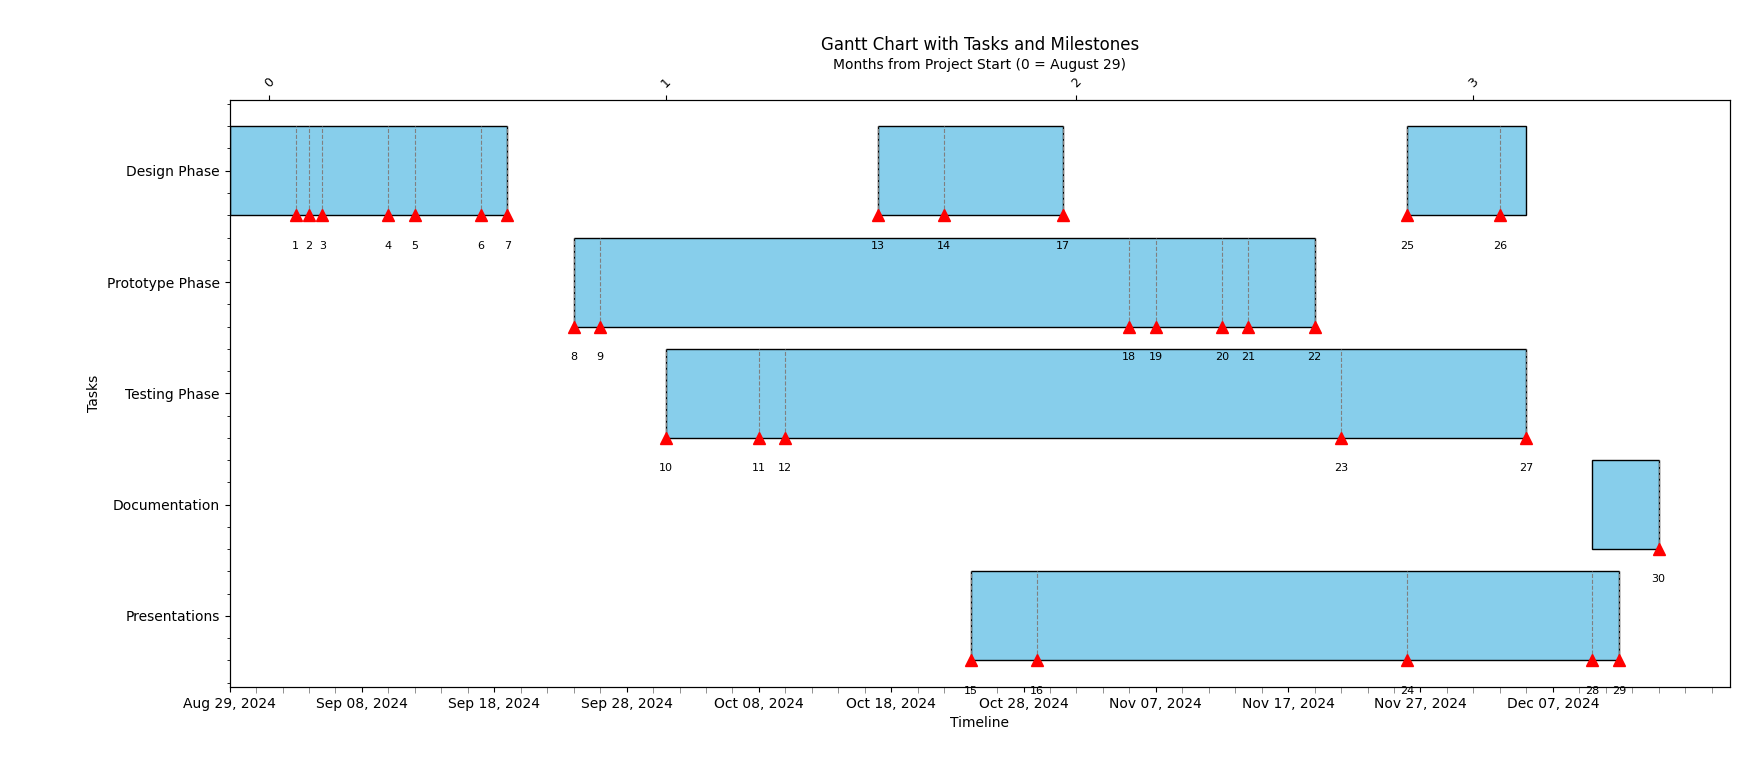 Gantt Chart with Tasks and Milestones
Months from Project Start (0 = August 29)
0 1 2 3
Design Phase
1 2 3 4 5 6 7 13 14 17 25 26
Prototype Phase
8 9 18 19 20 21 22
Tasks
Testing Phase
10 11 12 23 27
Documentation
30
Presentations
15 16 24 28 29
Aug 29, 2024 Sep 08, 2024 Sep 18, 2024 Sep 28, 2024 Oct 08, 2024 Oct 18, 2024 Oct 28, 2024 Nov 07, 2024 Nov 17, 2024 Nov 27, 2024 Dec 07, 2024
Timeline